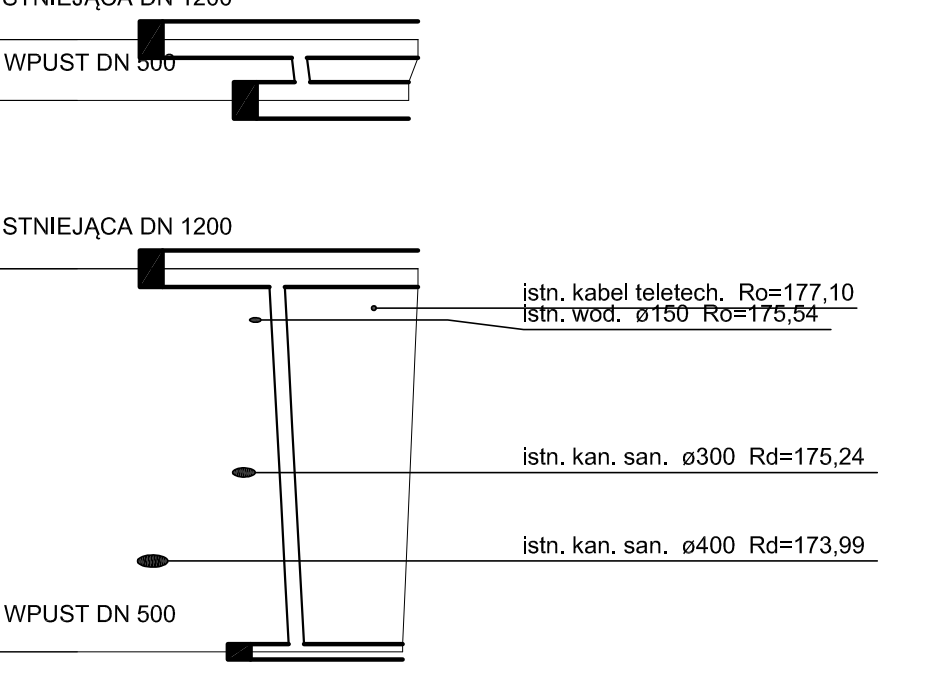 STNIEJĄCA DN 1200
WPUST DN 500
STNIEJĄCA DN 1200
istn. kabel teletech. Ro=177,10
istn. wod. ø150 Ro=175,54
istn. kan. san. ø300 Rd=175,24
istn. kan. san. ø400 Rd=173,99
WPUST DN 500